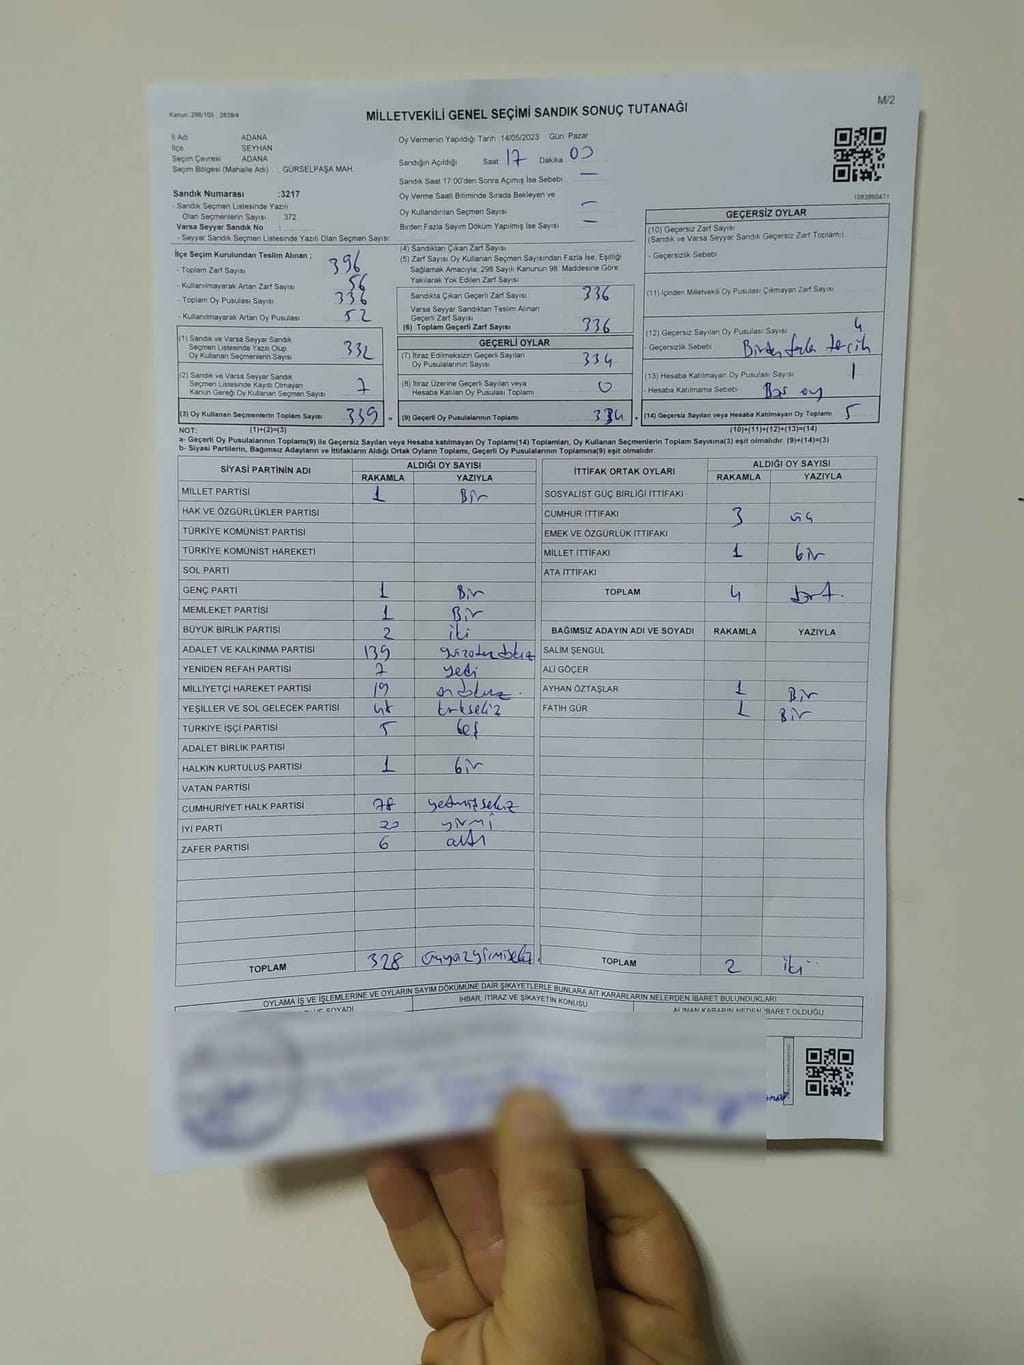 Kanun: 298/105 , 2839/4
M/2
MİLLETVEKİLİ GENEL SEÇİMİ SANDIK SONUÇ TUTANAĞI
İli Adı ADANA
İlçe SEYHAN
Seçim Çevresi ADANA
Seçim Bölgesi (Mahalle Adı) : GÜRSELPAŞA MAH.
Sandık Numarası :3217
- Sandık Seçmen Listesinde Yazılı
Olan Seçmenlerin Sayısı : 372
Varsa Seyyar Sandık No :
- Seyyar Sandık Seçmen Listesinde Yazılı Olan Seçmen Sayısı
Oy Vermenin Yapıldığı Tarih : 14/05/2023 Gün: Pazar
Sandığın Açıldığı Saat 17 Dakika 00
Sandık Saat 17:00'den Sonra Açımış İse Sebebi —
Oy Verme Saati Bitiminde Sırada Bekleyen ve
Oy Kullandırılan Seçmen Sayısı —
Birden Fazla Sayım Döküm Yapılmış İse Sayısı —
1083860471
İlçe Seçim Kurulundan Teslim Alınan ;
- Toplam Zarf Sayısı 396
- Kullanılmayarak Artan Zarf Sayısı 56
- Toplam Oy Pusulası Sayısı
- Kullanılmayarak Artan Oy Pusulası 52
(1) Sandık ve Varsa Seyyar Sandık
Seçmen Listesinde Yazılı Olup
Oy Kullanan Seçmenlerin Sayısı 332
(2) Sandık ve Varsa Seyyar Sandık
Seçmen Listesinde Kayıtlı Olmayan
Kanun Gereği Oy Kullanan Seçmen Sayısı 7
(3) Oy Kullanan Seçmenlerin Toplam Sayısı 339 =
(4) Sandıktan Çıkan Zarf Sayısı
(5) Zarf Sayısı Oy Kullanan Seçmen Sayısından Fazla İse, Eşitliği
Sağlamak Amacıyla; 298 Sayılı Kanunun 98. Maddesine Göre
Yakılarak Yok Edilen Zarf Sayısı
Sandıkta Çıkan Geçerli Zarf Sayısı 336
Varsa Seyyar Sandıktan Teslim Alınan
Geçerli Zarf Sayısı
(6) Toplam Geçerli Zarf Sayısı 336
GEÇERLİ OYLAR
(7) İtiraz Edilmeksizin Geçerli Sayılan
Oy Pusulalarının Sayısı 334
(8) İtiraz Üzerine Geçerli Sayılan veya
Hesaba Katılan Oy Pusulaları Toplamı 0
(9) Geçerli Oy Pusulalarının Toplamı 334 +
GEÇERSİZ OYLAR
(10) Geçersiz Zarf Sayısı
(Sandık ve Varsa Seyyar Sandık Geçersiz Zarf Toplamı)
- Geçersizlik Sebebi
(11) İçinden Milletvekili Oy Pusulası Çıkmayan Zarf Sayısı
(12) Geçersiz Sayılan Oy Pusulası Sayısı 4
- Geçersizlik Sebebi Birden fazla tercih
(13) Hesaba Katılmayan Oy Pusulası Sayısı 1
- Hesaba Katılmama Sebebi Boş oy
(14) Geçersiz Sayılan veya Hesaba Katılmayan Oy Toplamı 5
NOT: (1)+(2)=(3) (10)+(11)+(12)+(13)=(14)
a- Geçerli Oy Pusulalarının Toplamı(9) ile Geçersiz Sayılan veya Hesaba katılmayan Oy Toplamı(14) Toplamları, Oy Kullanan Seçmenlerin Toplam Sayısına(3) eşit olmalıdır. (9)+(14)=(3)
b- Siyasi Partilerin, Bağımsız Adayların ve İttifakların Aldığı Ortak Oyların Toplamı, Geçerli Oy Pusulalarının Toplamına(9) eşit olmalıdır.
SİYASİ PARTİNİN ADI ALDIĞI OY SAYISI
RAKAMLA YAZIYLA
MİLLET PARTİSİ 1 Bir
HAK VE ÖZGÜRLÜKLER PARTİSİ
TÜRKİYE KOMÜNİST PARTİSİ
TÜRKİYE KOMÜNİST HAREKETİ
SOL PARTİ
GENÇ PARTİ 1 Bir
MEMLEKET PARTİSİ 1 Bir
BÜYÜK BİRLİK PARTİSİ 2 iki
ADALET VE KALKINMA PARTİSİ 139 yüzotuzdokuz
YENİDEN REFAH PARTİSİ 7 yedi
MİLLİYETÇİ HAREKET PARTİSİ 19 ondokuz
YEŞİLLER VE SOL GELECEK PARTİSİ 48 kırksekiz
TÜRKİYE İŞÇİ PARTİSİ 5 beş
ADALET BİRLİK PARTİSİ
HALKIN KURTULUŞ PARTİSİ 1 bir
VATAN PARTİSİ
CUMHURİYET HALK PARTİSİ 78 yetmişsekiz
İYİ PARTİ 20 yirmi
ZAFER PARTİSİ 6 altı
TOPLAM 328 üçyüzyirmisekiz.
İTTİFAK ORTAK OYLARI ALDIĞI OY SAYISI
RAKAMLA YAZIYLA
SOSYALİST GÜÇ BİRLİĞİ İTTİFAKI
CUMHUR İTTİFAKI 3 üç
EMEK VE ÖZGÜRLÜK İTTİFAKI
MİLLET İTTİFAKI 1 bir
ATA İTTİFAKI
TOPLAM 4 dört.
BAĞIMSIZ ADAYIN ADI VE SOYADI RAKAMLA YAZIYLA
SALİM ŞENGÜL
ALİ GÖÇER
AYHAN ÖZTAŞLAR 1 Bir
FATİH GÜR 1 Bir
TOPLAM 2 iki
OYLAMA İŞ VE İŞLEMLERİNE VE OYLARIN SAYIM DÖKÜMÜNE DAİR ŞİKAYETLERLE BUNLARA AİT KARARLARIN NELERDEN İBARET BULUNDUKLARI
SOYADI İHBAR, İTİRAZ VE ŞİKAYETİN KONUSU ALINAN KARARIN NEDEN İBARET OLDUĞU